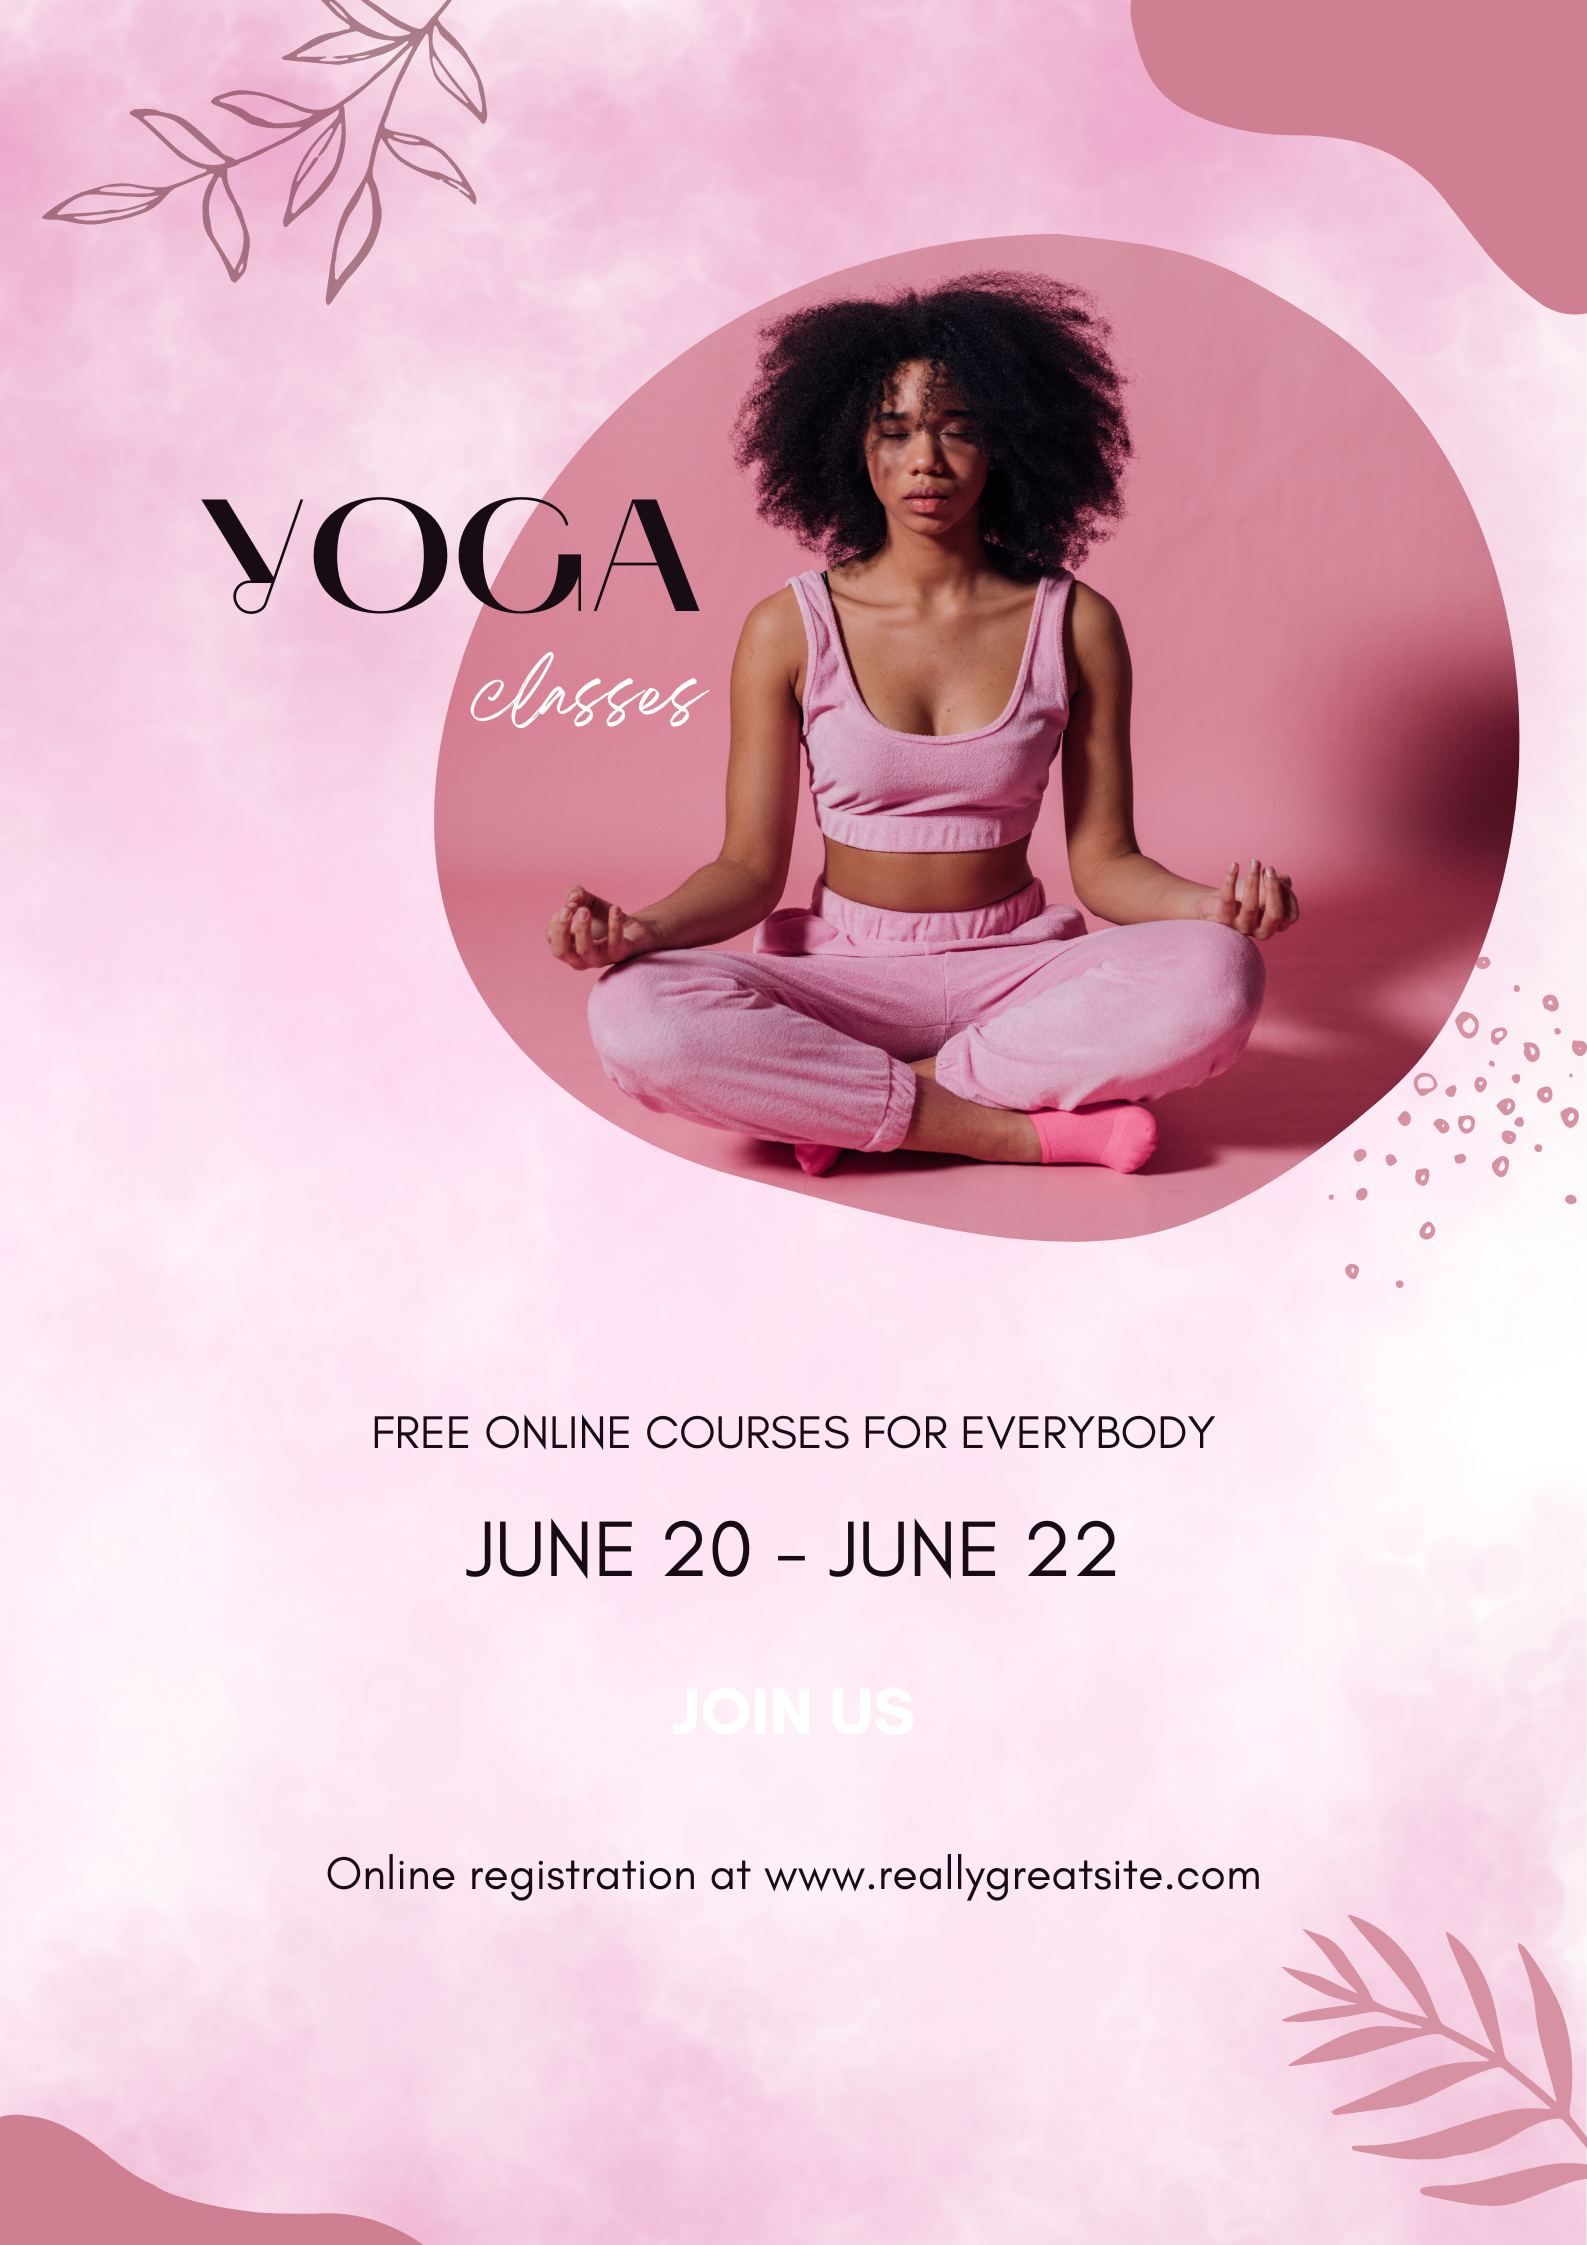 YOGA
classes
FREE ONLINE COURSES FOR EVERYBODY
JUNE 20 - JUNE 22
JOIN US
Online registration at www.reallygreatsite.com